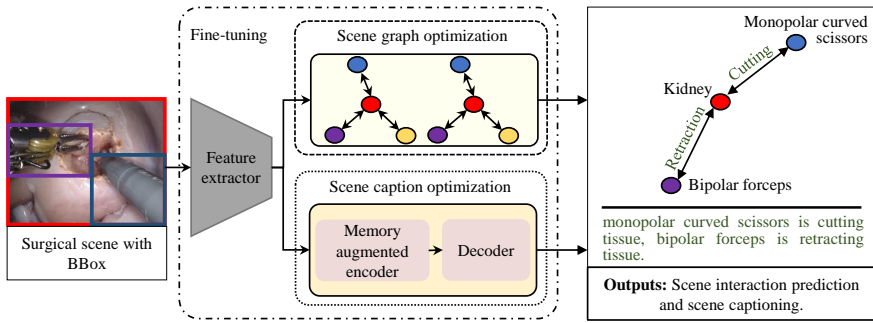 Surgical scene with
BBox
Fine-tuning
Feature
extractor
Scene graph optimization
Scene caption optimization
Memory
augmented
encoder
Decoder
Monopolar curved
scissors
Cutting
Kidney
Retraction
Bipolar forceps
monopolar curved scissors is cutting
tissue, bipolar forceps is retracting
tissue.
Outputs: Scene interaction prediction
and scene captioning.